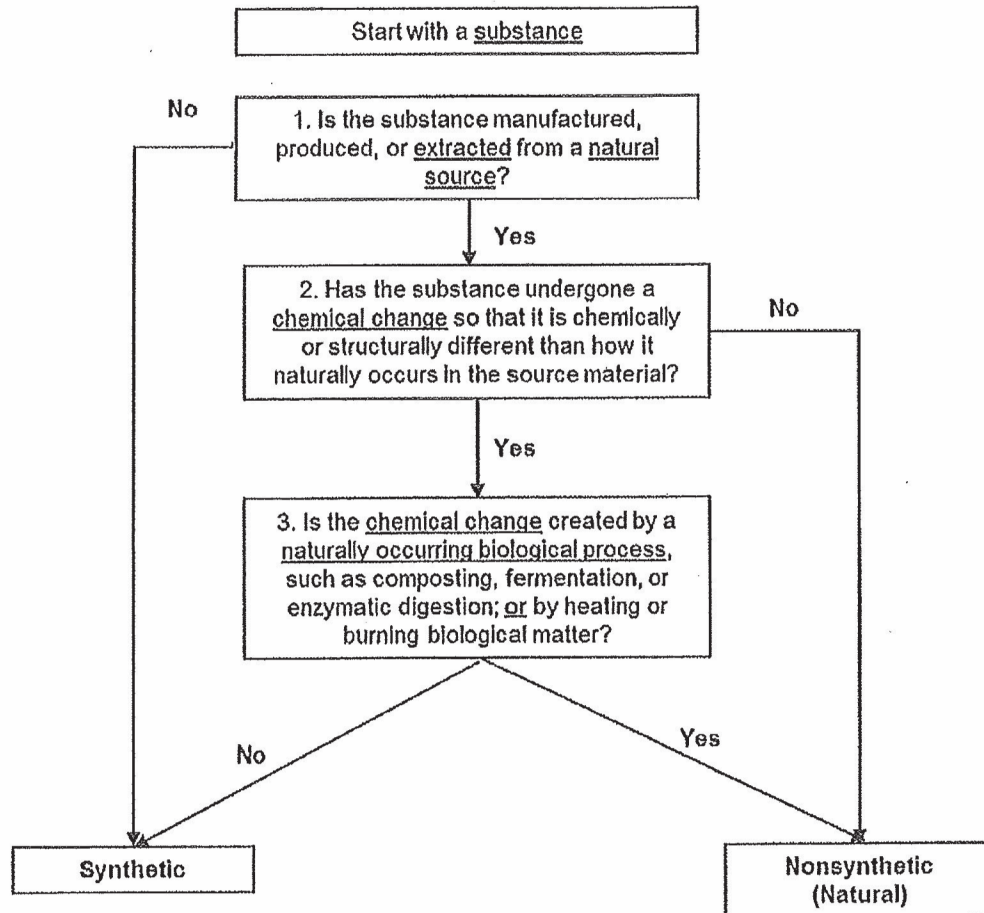 Start with a substance
No
1. Is the substance manufactured,
produced, or extracted from a natural
source?
Yes
2. Has the substance undergone a
chemical change so that it is chemically
or structurally different than how it
naturally occurs in the source material?
No
Yes
3. Is the chemical change created by a
naturally occurring biological process,
such as composting, fermentation, or
enzymatic digestion; or by heating or
burning biological matter?
No
Yes
Synthetic
Nonsynthetic
(Natural)